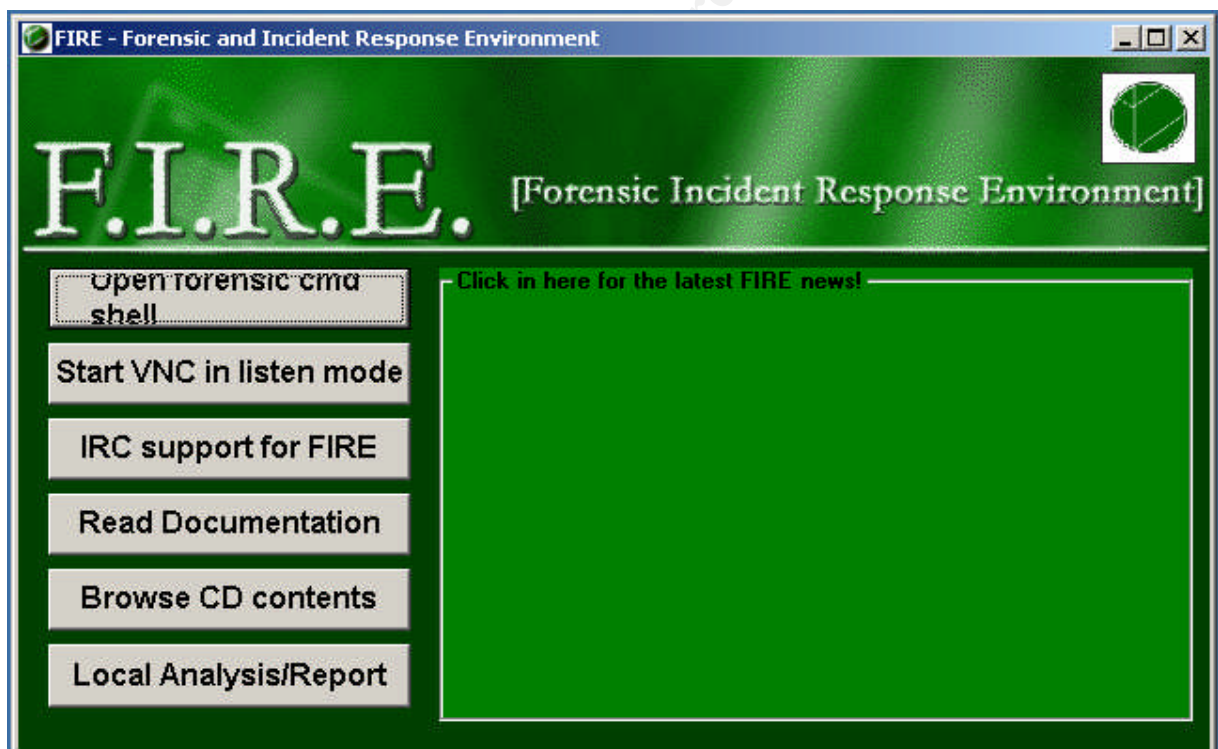 FIRE - Forensic and Incident Response Environment
F.I.R.E.
[Forensic Incident Response Environment]
Open forensic cmd
shell
Click in here for the latest FIRE news!
Start VNC in listen mode
IRC support for FIRE
Read Documentation
Browse CD contents
Local Analysis/Report